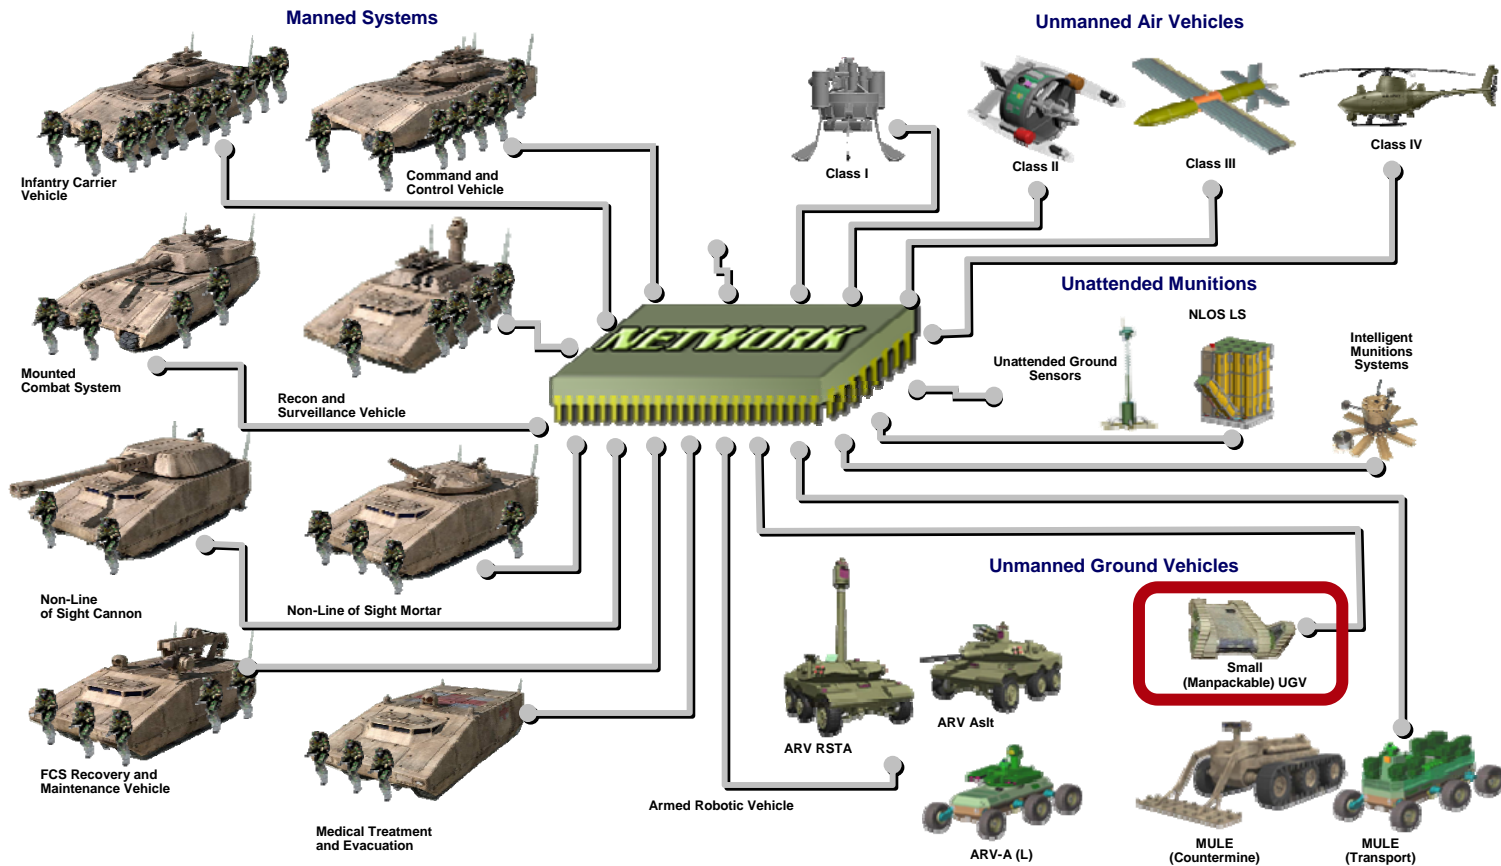 Manned Systems
Unmanned Air Vehicles
Infantry Carrier
Vehicle
Command and
Control Vehicle
Class I
Class II
Class III
Class IV
Mounted
Combat System
Recon and
Surveillance Vehicle
NETWORK
Unattended Munitions
NLOS LS
Unattended Ground
Sensors
Intelligent
Munitions
Systems
Non-Line
of Sight Cannon
Non-Line of Sight Mortar
Unmanned Ground Vehicles
Small
(Manpackable) UGV
ARV Aslt
ARV RSTA
FCS Recovery and
Maintenance Vehicle
Medical Treatment
and Evacuation
Armed Robotic Vehicle
ARV-A (L)
MULE
(Countermine)
MULE
(Transport)